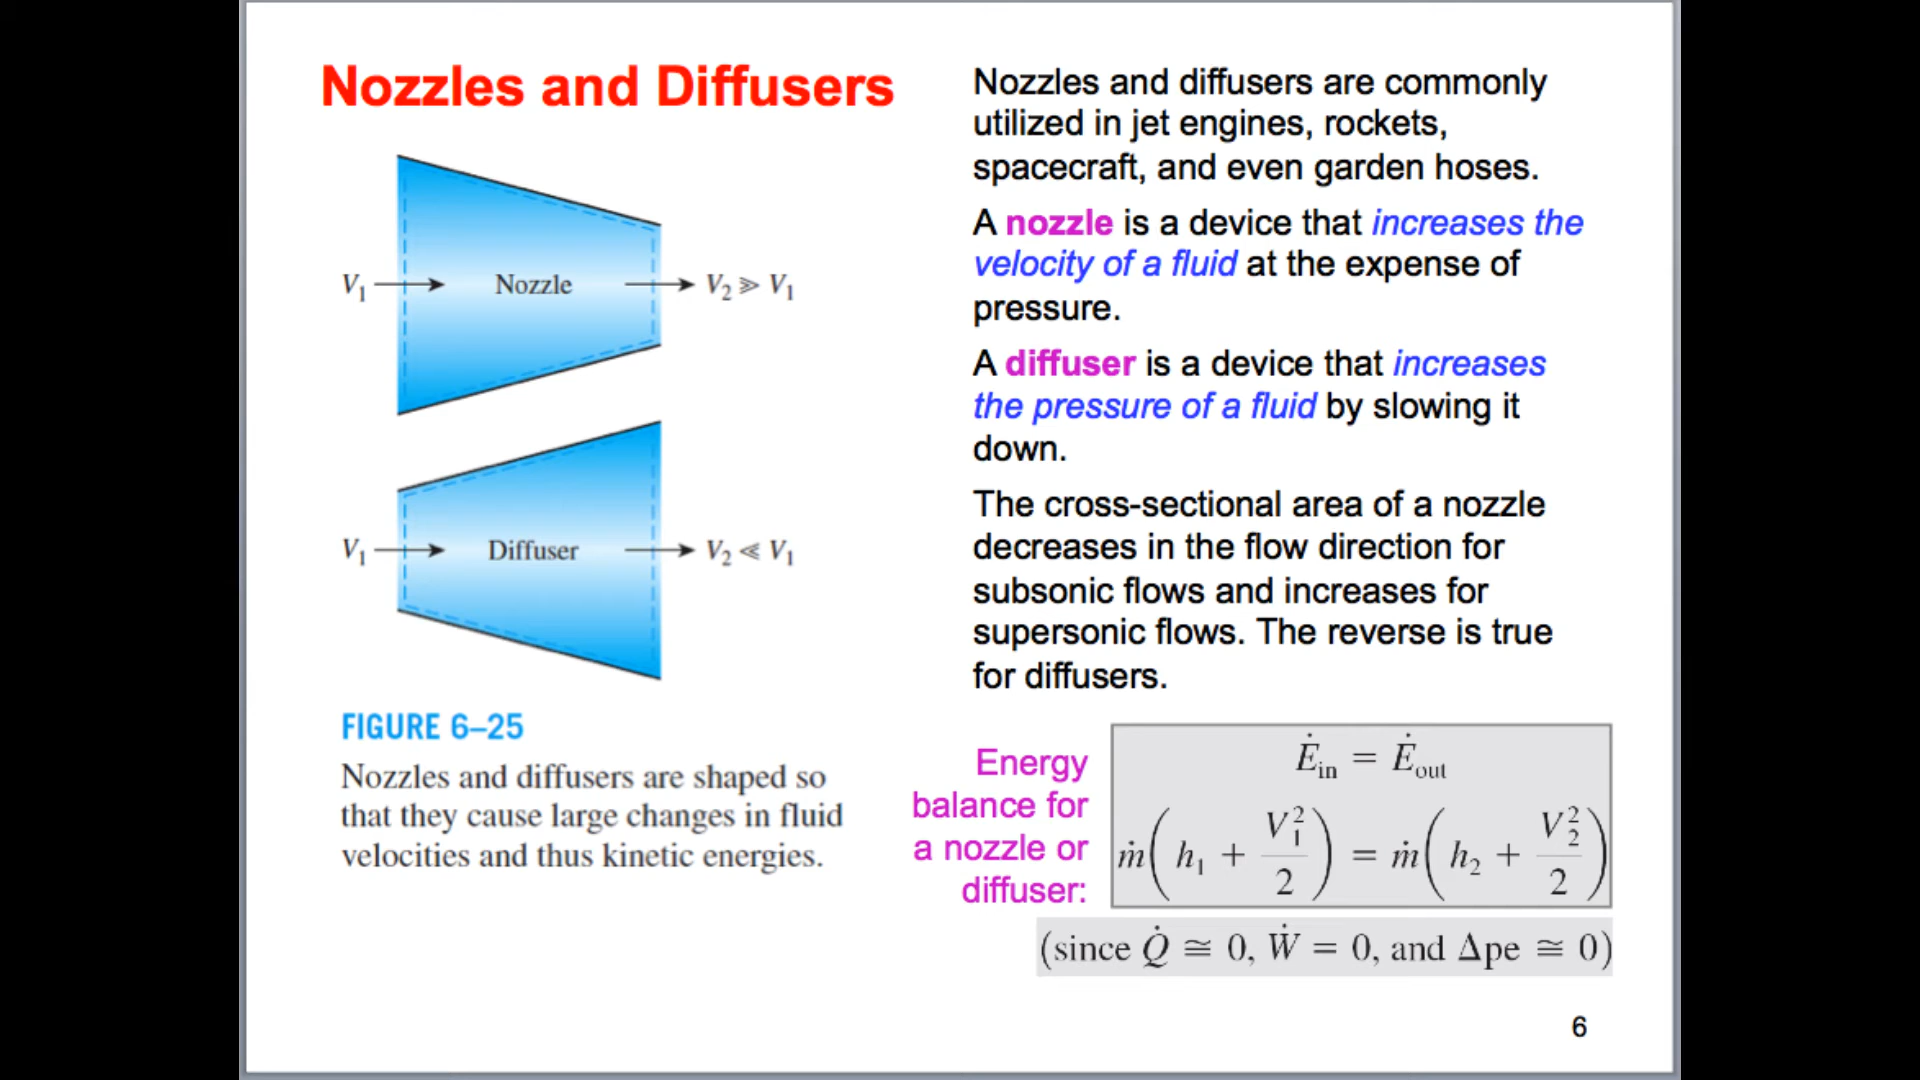 Nozzles and Diffusers
V₁ Nozzle V₂ ≫ V₁
V₁ Diffuser V₂ ≪ V₁
FIGURE 6–25
Nozzles and diffusers are shaped so
that they cause large changes in fluid
velocities and thus kinetic energies.
Nozzles and diffusers are commonly
utilized in jet engines, rockets,
spacecraft, and even garden hoses.
A nozzle is a device that increases the
velocity of a fluid at the expense of
pressure.
A diffuser is a device that increases
the pressure of a fluid by slowing it
down.
The cross-sectional area of a nozzle
decreases in the flow direction for
subsonic flows and increases for
supersonic flows. The reverse is true
for diffusers.
Energy
balance for
a nozzle or
diffuser:
Ė_in = Ė_out
ṁ(h₁ + V₁²/2) = ṁ(h₂ + V₂²/2)
(since Q̇ ≅ 0, Ẇ = 0, and Δpe ≅ 0)
6